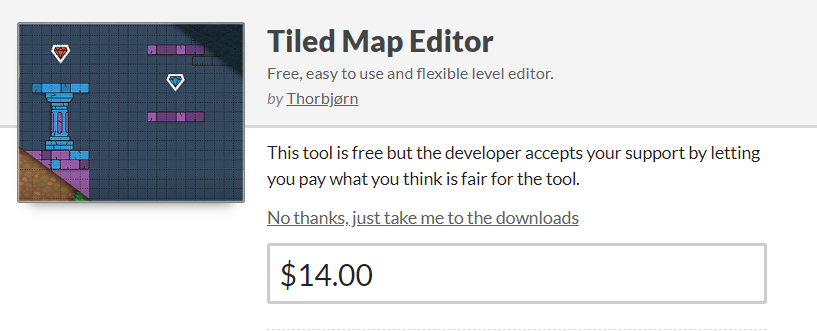 Tiled Map Editor
Free, easy to use and flexible level editor.
by Thorbjørn
This tool is free but the developer accepts your support by letting
you pay what you think is fair for the tool.
No thanks, just take me to the downloads
$14.00